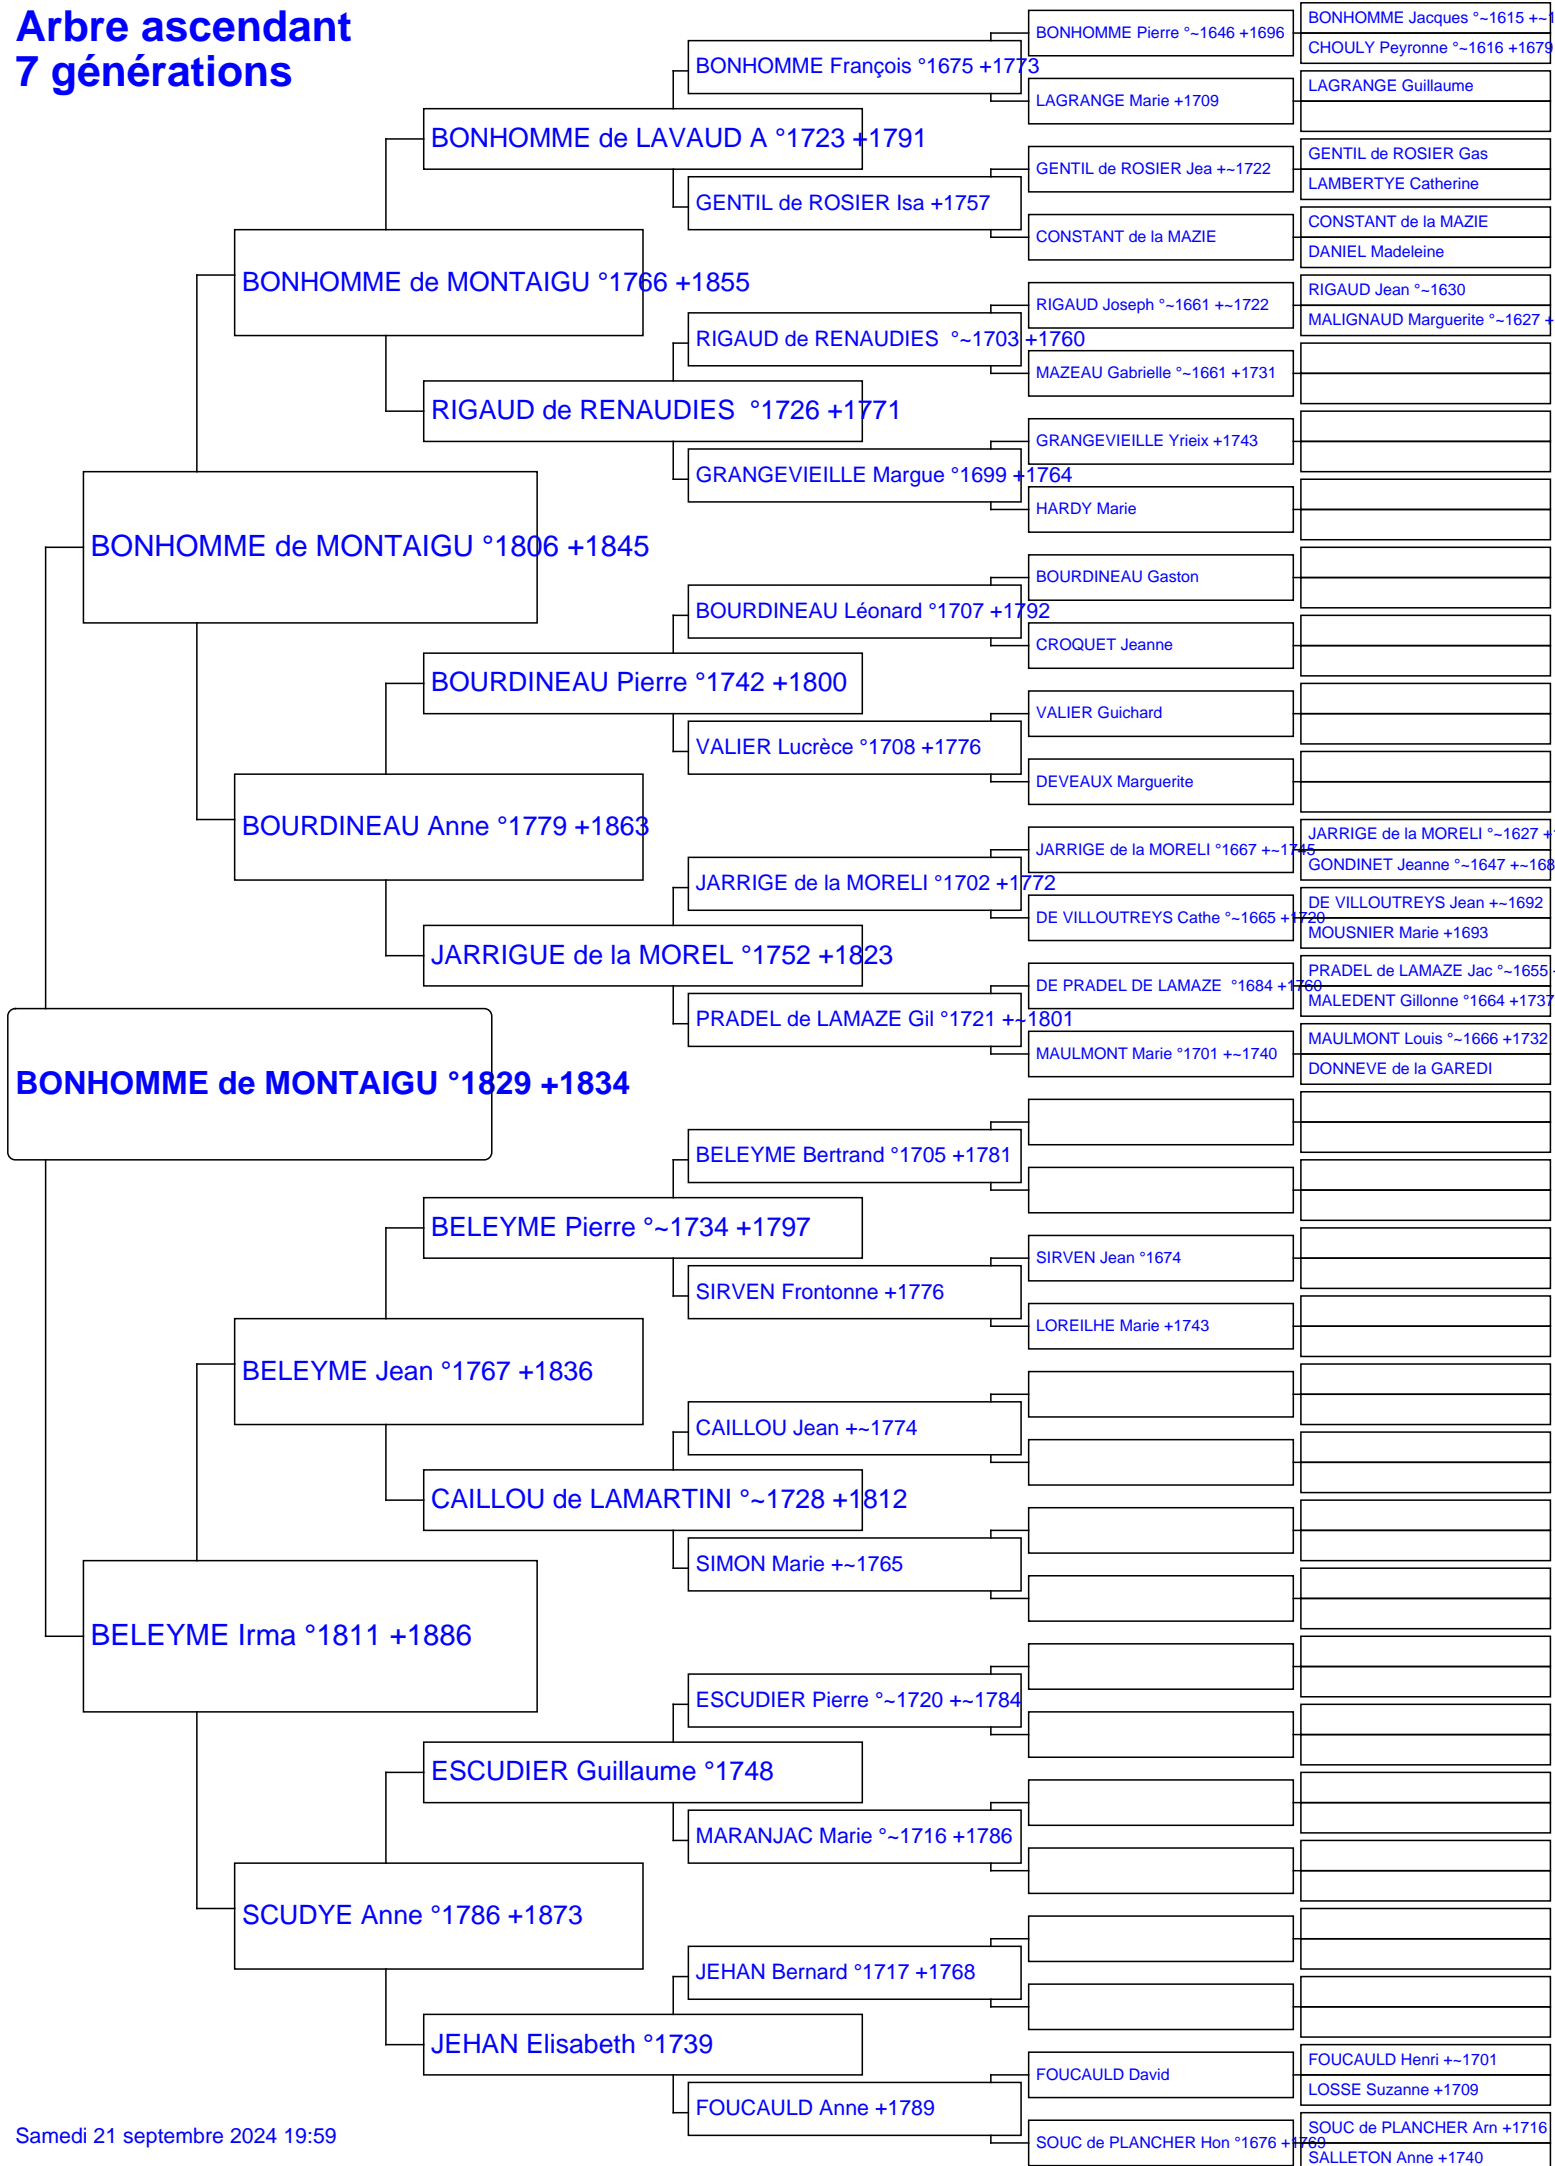 Arbre ascendant
7 générations
BONHOMME de MONTAIGU °1829 +1834
BONHOMME de MONTAIGU °1806 +1845
BELEYME Irma °1811 +1886
BONHOMME de MONTAIGU °1766 +1855
BOURDINEAU Anne °1779 +1863
BELEYME Jean °1767 +1836
SCUDYE Anne °1786 +1873
BONHOMME de LAVAUD A °1723 +1791
RIGAUD de RENAUDIES °1726 +1771
BOURDINEAU Pierre °1742 +1800
JARRIGUE de la MOREL °1752 +1823
BELEYME Pierre °~1734 +1797
CAILLOU de LAMARTINI °~1728 +1812
ESCUDIER Guillaume °1748
JEHAN Elisabeth °1739
BONHOMME François °1675 +1773
GENTIL de ROSIER Isa +1757
RIGAUD de RENAUDIES °~1703 +1760
GRANGEVIEILLE Margue °1699 +1764
BOURDINEAU Léonard °1707 +1792
VALIER Lucrèce °1708 +1776
JARRIGE de la MORELI °1702 +1772
PRADEL de LAMAZE Gil °1721 +~1801
BELEYME Bertrand °1705 +1781
SIRVEN Frontonne +1776
CAILLOU Jean +~1774
SIMON Marie +~1765
ESCUDIER Pierre °~1720 +~1784
MARANJAC Marie °~1716 +1786
JEHAN Bernard °1717 +1768
FOUCAULD Anne +1789
BONHOMME Pierre °~1646 +1696
LAGRANGE Marie +1709
GENTIL de ROSIER Jea +~1722
CONSTANT de la MAZIE
RIGAUD Joseph °~1661 +~1722
MAZEAU Gabrielle °~1661 +1731
GRANGEVIEILLE Yrieix +1743
HARDY Marie
BOURDINEAU Gaston
CROQUET Jeanne
VALIER Guichard
DEVEAUX Marguerite
JARRIGE de la MORELI °1667 +~1745
DE VILLOUTREYS Cathe °~1665 +1720
DE PRADEL DE LAMAZE °1684 +1760
MAULMONT Marie °1701 +~1740
SIRVEN Jean °1674
LOREILHE Marie +1743
FOUCAULD David
SOUC de PLANCHER Hon °1676 +1769
BONHOMME Jacques °~1615 +~1
CHOULY Peyronne °~1616 +1679
LAGRANGE Guillaume
GENTIL de ROSIER Gas
LAMBERTYE Catherine
CONSTANT de la MAZIE
DANIEL Madeleine
RIGAUD Jean °~1630
MALIGNAUD Marguerite °~1627 +
JARRIGE de la MORELI °~1627 +
GONDINET Jeanne °~1647 +~168
DE VILLOUTREYS Jean +~1692
MOUSNIER Marie +1693
PRADEL de LAMAZE Jac °~1655
MALEDENT Gillonne °1664 +1737
MAULMONT Louis °~1666 +1732
DONNEVE de la GAREDI
FOUCAULD Henri +~1701
LOSSE Suzanne +1709
SOUC de PLANCHER Arn +1716
SALLETON Anne +1740
Samedi 21 septembre 2024 19:59